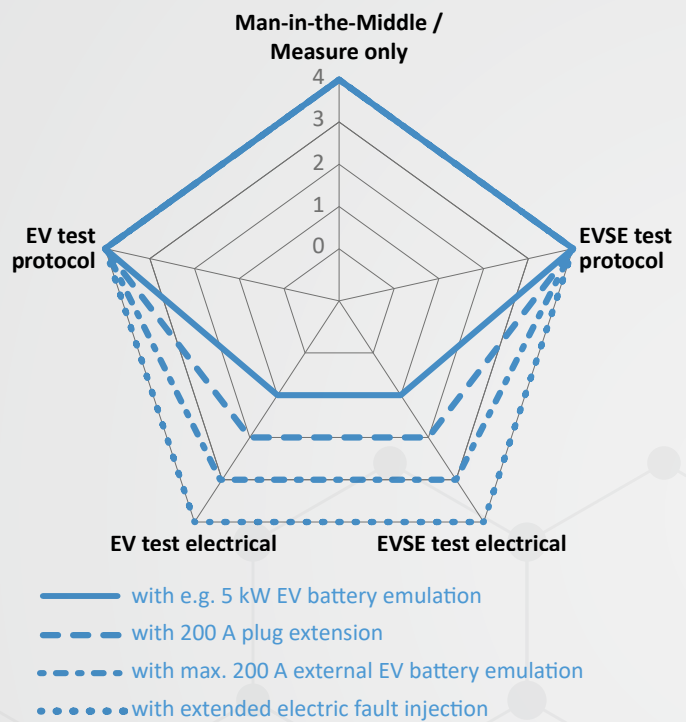 Man-in-the-Middle /
Measure only
4
3
2
1
0
EV test
protocol
EVSE test
protocol
EV test electrical
EVSE test electrical
with e.g. 5 kW EV battery emulation
with 200 A plug extension
with max. 200 A external EV battery emulation
with extended electric fault injection